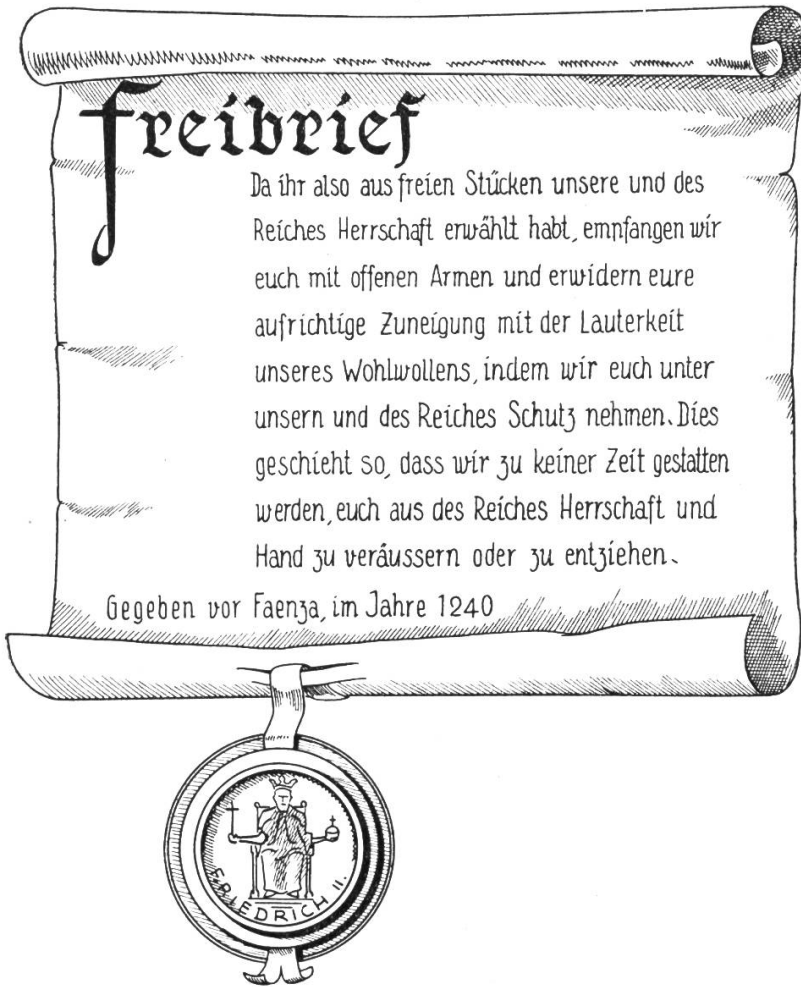 Freibrief
Da ihr also aus freien Stücken unsere und des
Reiches Herrschaft erwählt habt, empfangen wir
euch mit offenen Armen und erwidern eure
aufrichtige Zuneigung mit der Lauterkeit
unseres Wohlwollens, indem wir euch unter
unsern und des Reiches Schutz nehmen. Dies
geschieht so, dass wir zu keiner Zeit gestatten
werden, euch aus des Reiches Herrschaft und
Hand zu veräussern oder zu entziehen.
Gegeben vor Faenza, im Jahre 1240
FRIEDRICH II.